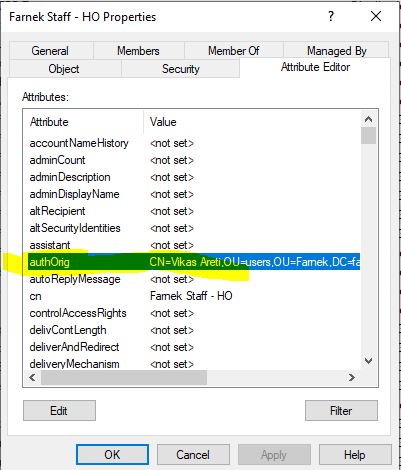 Farnek Staff - HO Properties
General Members Member Of Managed By
Object Security Attribute Editor
Attributes:
Attribute Value
accountNameHistory <not set>
adminCount <not set>
adminDescription <not set>
adminDisplayName <not set>
altRecipient <not set>
altSecurityIdentities <not set>
assistant <not set>
authOrig CN=Vikas Areti,OU=users,OU=Farnek,DC=fa
autoReplyMessage <not set>
cn Farnek Staff - HO
controlAccessRights <not set>
delivContLength <not set>
deliverAndRedirect <not set>
deliveryMechanism <not set>
Edit Filter
OK Cancel Apply Help